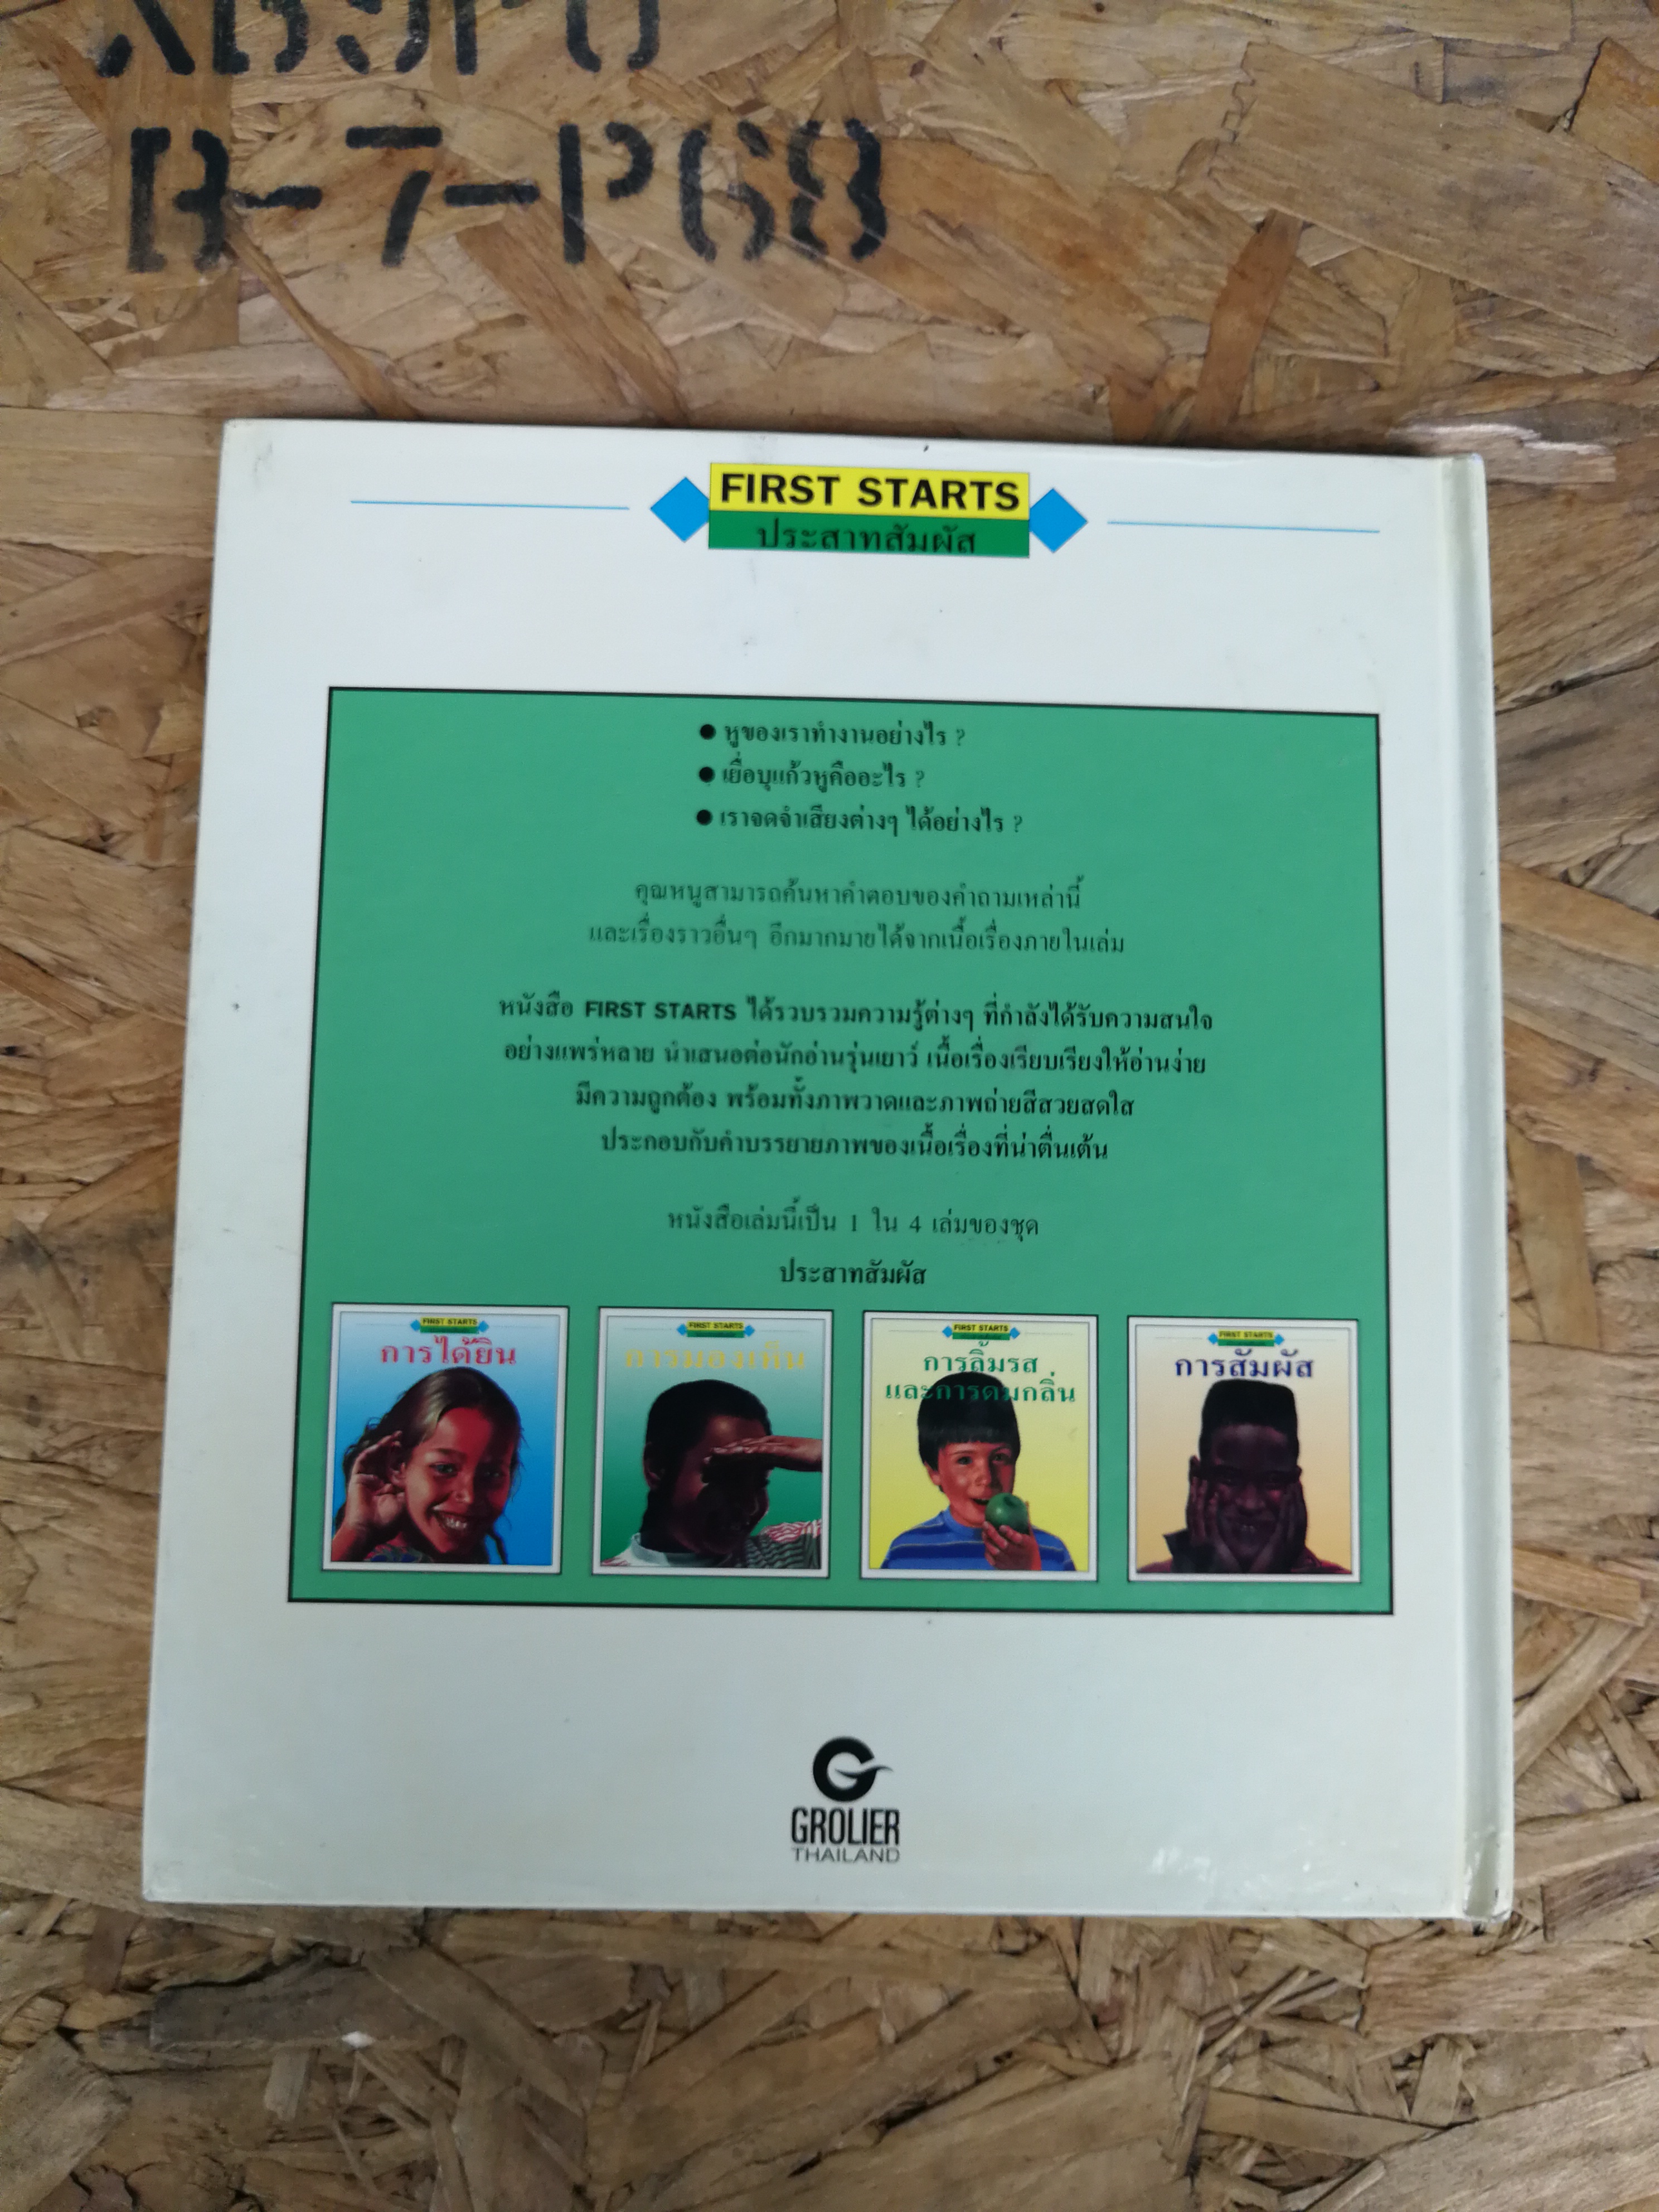 B-7-P68
FIRST STARTS
ประสาทสัมผัส
● หูของเราทำงานอย่างไร ?
● เยื่อบุแก้วหูคืออะไร ?
● เราจดจำเสียงต่างๆ ได้อย่างไร ?
คุณหนูสามารถค้นหาคำตอบของคำถามเหล่านี้
และเรื่องราวอื่นๆ อีกมากมายได้จากเนื้อเรื่องภายในเล่ม
หนังสือ FIRST STARTS ได้รวบรวมความรู้ต่างๆ ที่กำลังได้รับความสนใจ
อย่างแพร่หลาย นำเสนอต่อนักอ่านรุ่นเยาว์ เนื้อเรื่องเรียบเรียงให้อ่านง่าย
มีความถูกต้อง พร้อมทั้งภาพวาดและภาพถ่ายสีสวยสดใส
ประกอบกับคำบรรยายภาพของเนื้อเรื่องที่น่าตื่นเต้น
หนังสือเล่มนี้เป็น 1 ใน 4 เล่มของชุด
ประสาทสัมผัส
FIRST STARTS
การได้ยิน
FIRST STARTS
การมองเห็น
FIRST STARTS
การลิ้มรส
และการดมกลิ่น
FIRST STARTS
การสัมผัส
GROLIER
THAILAND